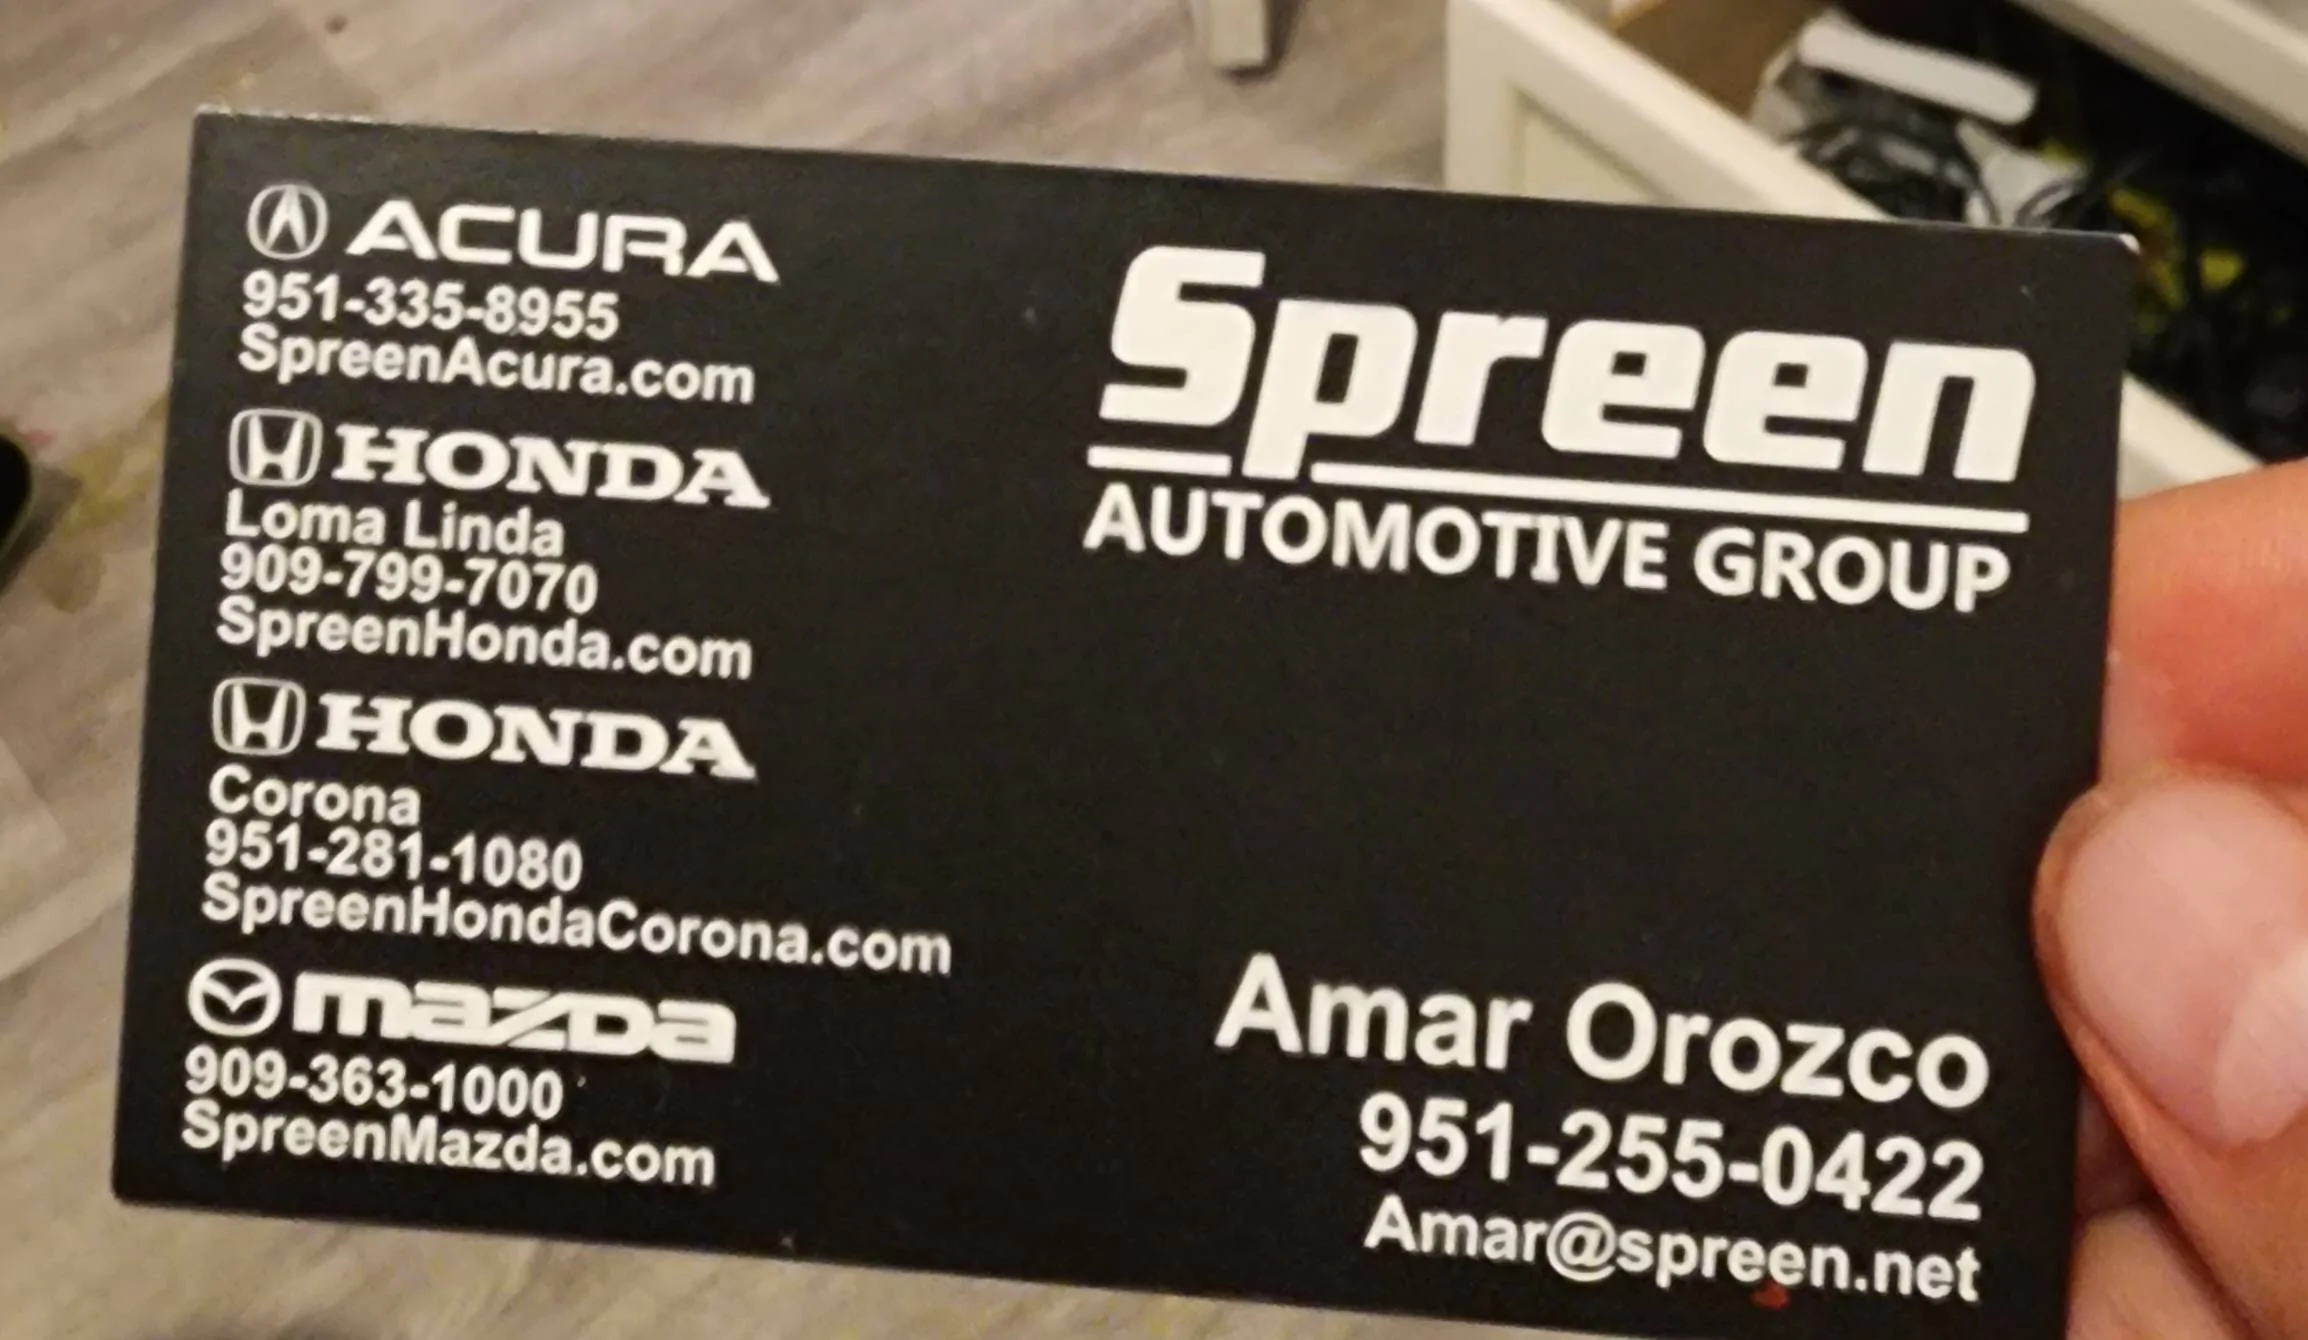 ACURA
951-335-8955
SpreenAcura.com
HONDA
Loma Linda
909-799-7070
SpreenHonda.com
HONDA
Corona
951-281-1080
SpreenHondaCorona.com
mazda
909-363-1000
SpreenMazda.com
Spreen
AUTOMOTIVE GROUP
Amar Orozco
951-255-0422
Amar@spreen.net